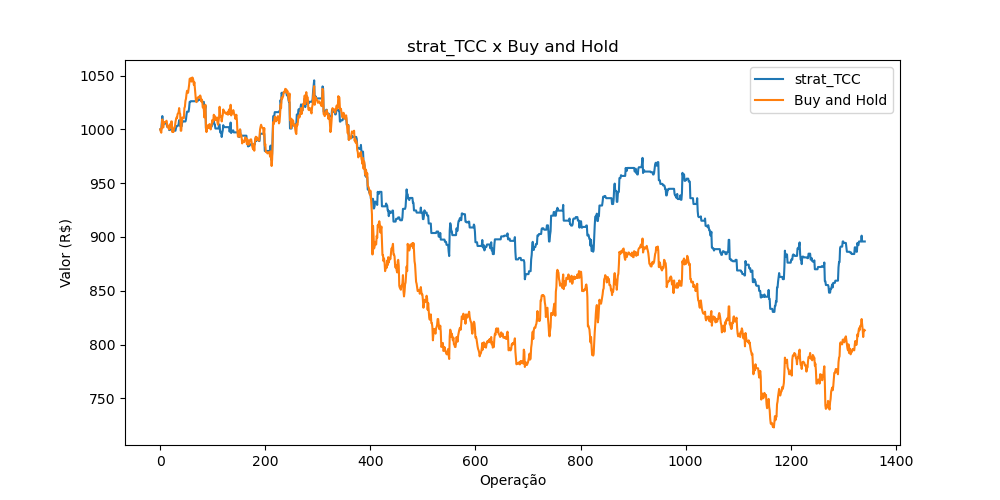 strat_TCC x Buy and Hold
strat_TCC
Buy and Hold
1050
1000
950
900
850
800
750
Valor (R$)
0 200 400 600 800 1000 1200 1400
Operação